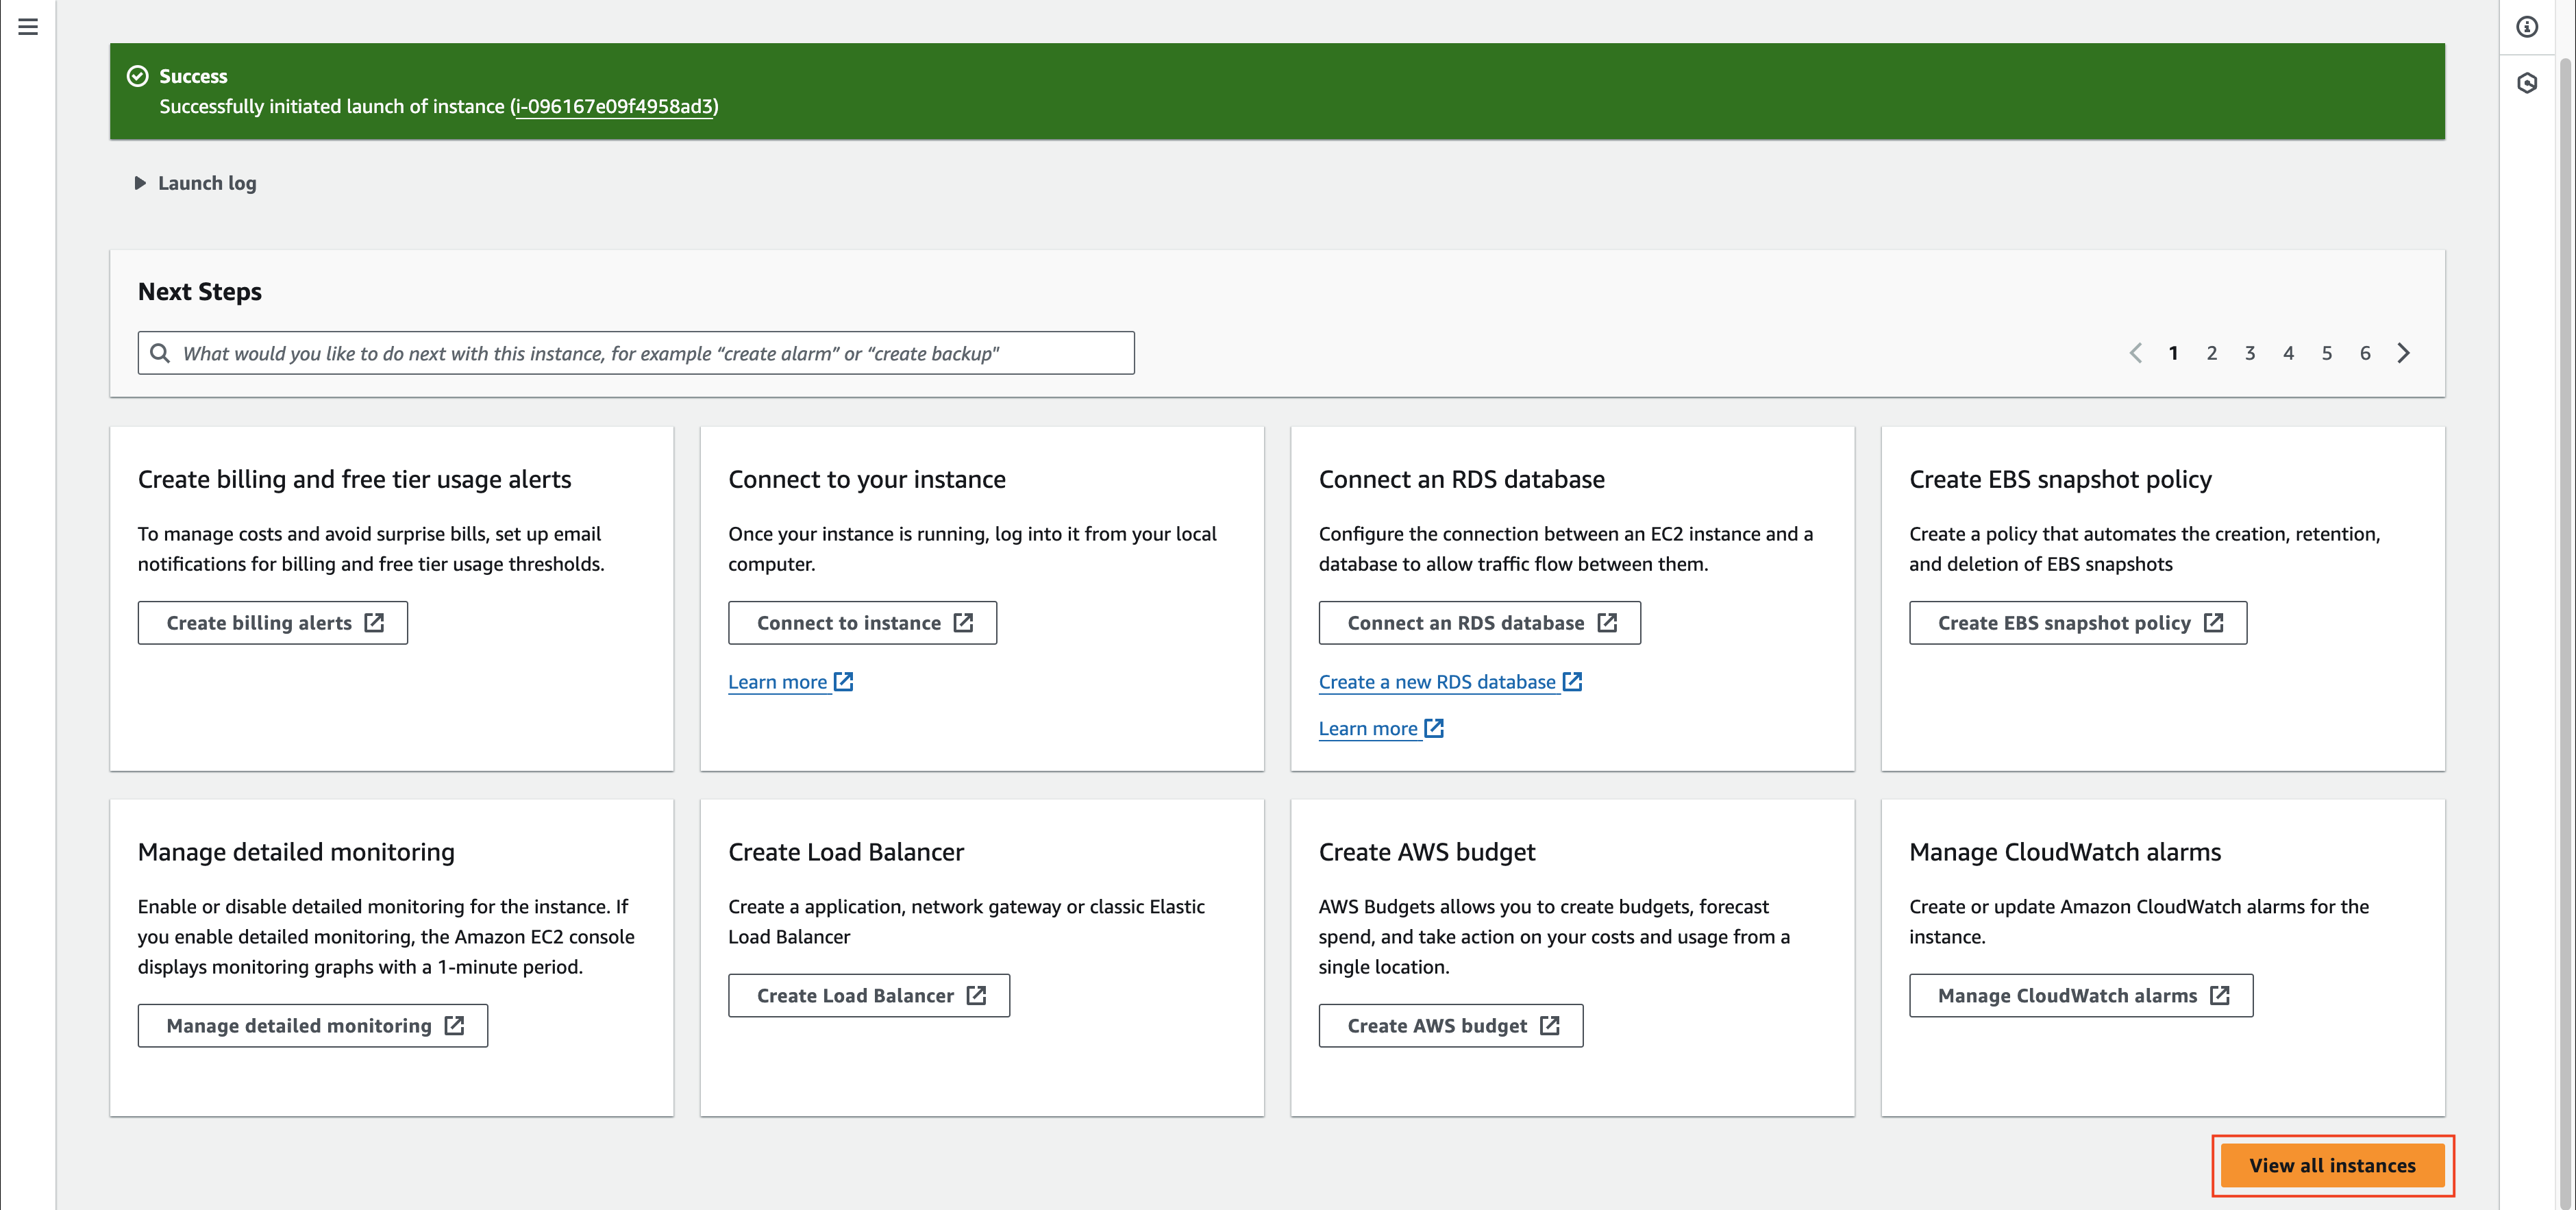 Success
Successfully initiated launch of instance (i-096167e09f4958ad3)
Launch log
Next Steps
What would you like to do next with this instance, for example “create alarm” or “create backup"
1 2 3 4 5 6
Create billing and free tier usage alerts
To manage costs and avoid surprise bills, set up email
notifications for billing and free tier usage thresholds.
Create billing alerts
Connect to your instance
Once your instance is running, log into it from your local
computer.
Connect to instance
Learn more
Connect an RDS database
Configure the connection between an EC2 instance and a
database to allow traffic flow between them.
Connect an RDS database
Create a new RDS database
Learn more
Create EBS snapshot policy
Create a policy that automates the creation, retention,
and deletion of EBS snapshots
Create EBS snapshot policy
Manage detailed monitoring
Enable or disable detailed monitoring for the instance. If
you enable detailed monitoring, the Amazon EC2 console
displays monitoring graphs with a 1-minute period.
Manage detailed monitoring
Create Load Balancer
Create a application, network gateway or classic Elastic
Load Balancer
Create Load Balancer
Create AWS budget
AWS Budgets allows you to create budgets, forecast
spend, and take action on your costs and usage from a
single location.
Create AWS budget
Manage CloudWatch alarms
Create or update Amazon CloudWatch alarms for the
instance.
Manage CloudWatch alarms
View all instances